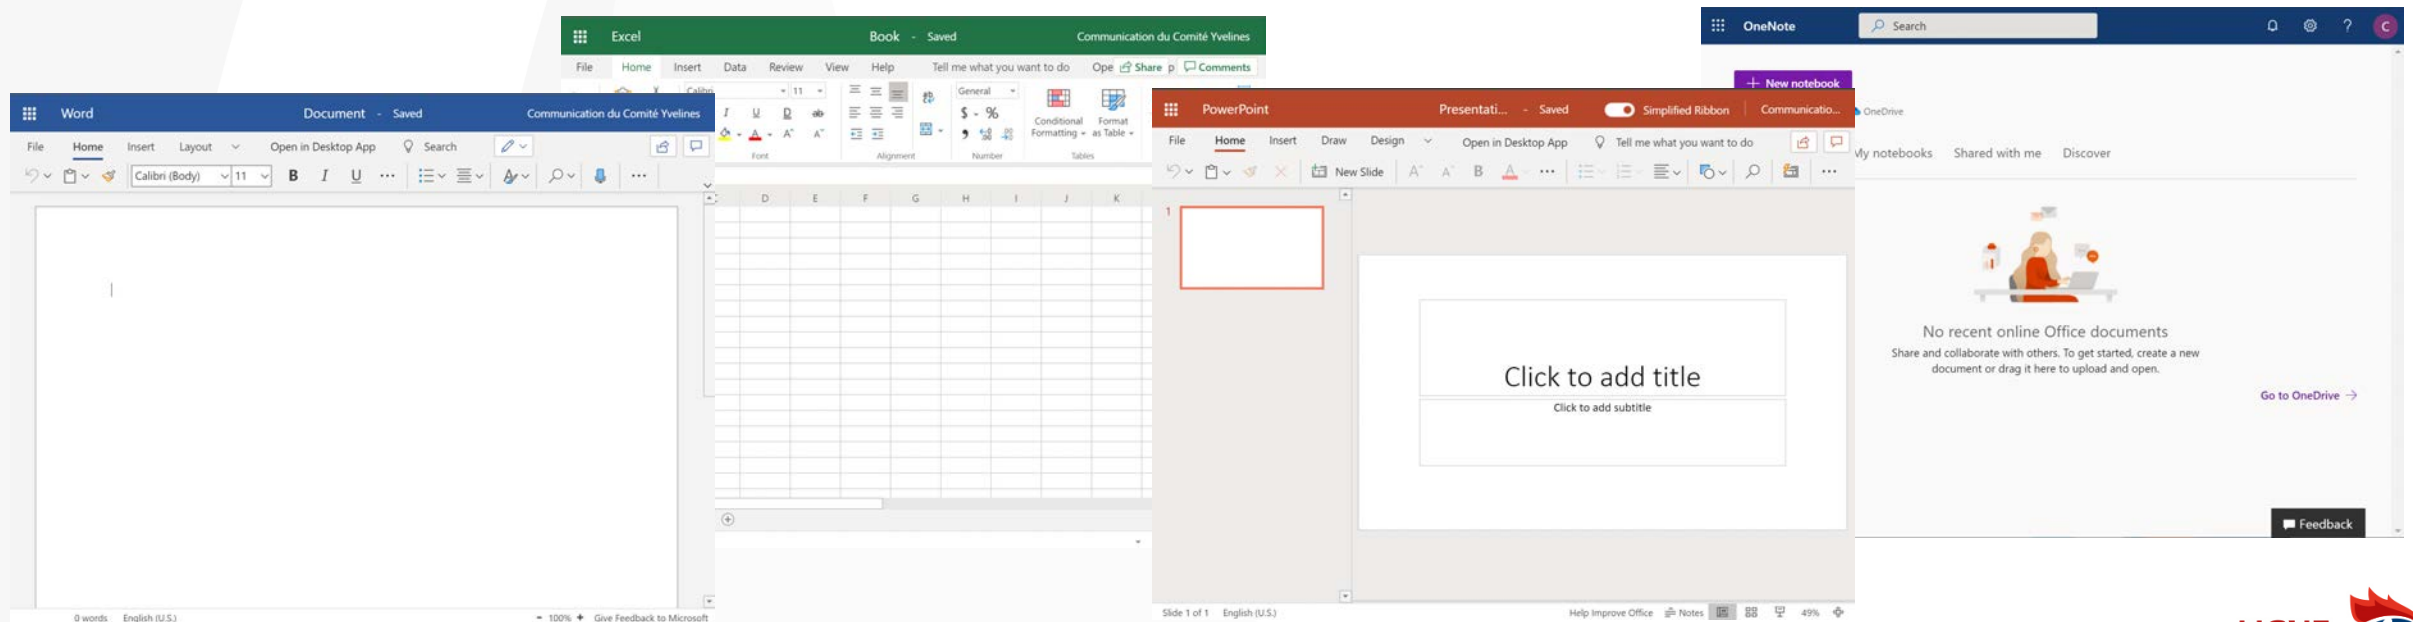 Excel
Book - Saved
Communication du Comité Yvelines
File Home Insert Data Review View Help Tell me what you want to do Ope Share p Comments
11 General
$ - %
Conditional Formatting
Format as Table
Font Alignment Number Tables
D E F G H I J K
Word
Document - Saved
Communication du Comité Yvelines
File Home Insert Layout Open in Desktop App Search
Calibri (Body) 11 B I U ...
0 words English (U.S.)
- 100% + Give Feedback to Microsoft
PowerPoint
Presentati... - Saved
Simplified Ribbon
Communicatio...
File Home Insert Draw Design Open in Desktop App Tell me what you want to do
New Slide A A B A ...
1
Click to add title
Click to add subtitle
Slide 1 of 1 English (U.S.)
Help Improve Office Notes 49%
OneNote
Search
? C
+ New notebook
OneDrive
My notebooks Shared with me Discover
No recent online Office documents
Share and collaborate with others. To get started, create a new
document or drag it here to upload and open.
Go to OneDrive →
Feedback